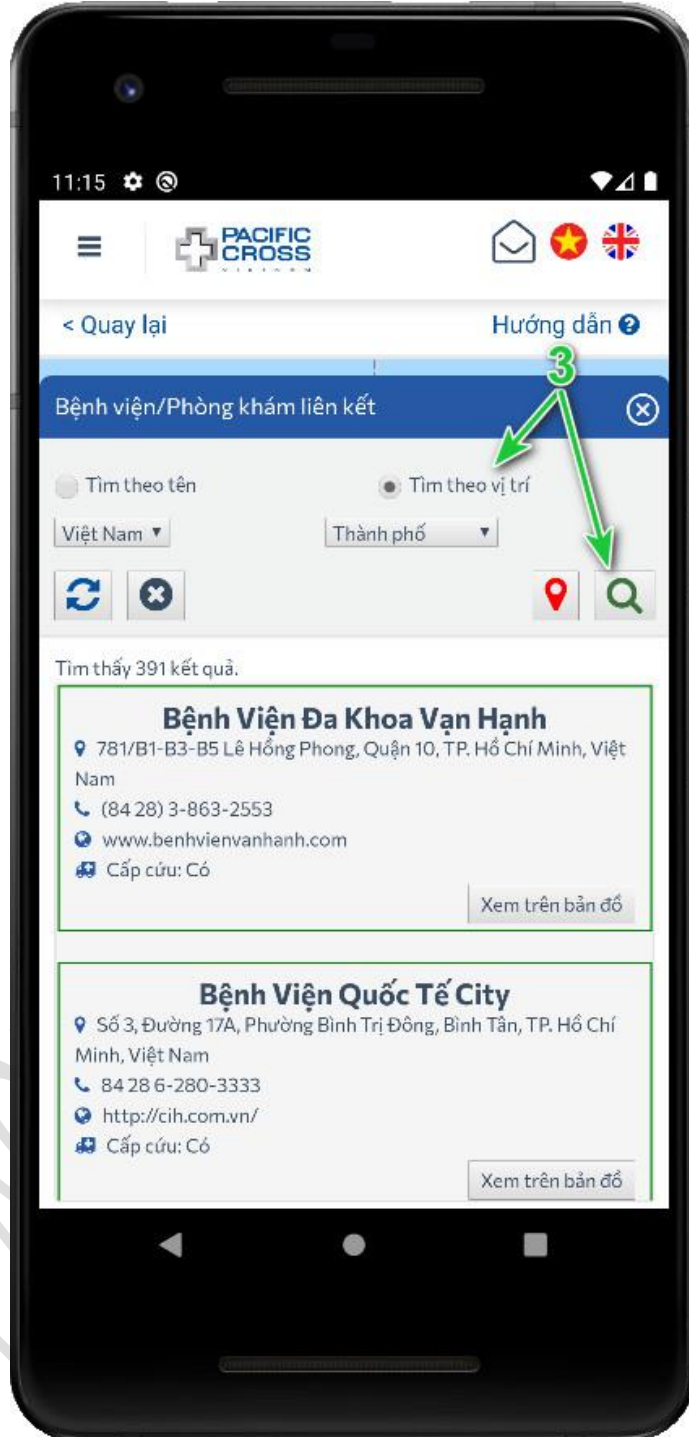 11:15
PACIFIC
CROSS
VIETNAM
< Quay lại
Hướng dẫn
3
Bệnh viện/Phòng khám liên kết
Tìm theo tên
Tìm theo vị trí
Việt Nam
Thành phố
Tìm thấy 391 kết quả.
Bệnh Viện Đa Khoa Vạn Hạnh
781/B1-B3-B5 Lê Hồng Phong, Quận 10, TP. Hồ Chí Minh, Việt
Nam
(84 28) 3-863-2553
www.benhvienvanhanh.com
Cấp cứu: Có
Xem trên bản đồ
Bệnh Viện Quốc Tế City
Số 3, Đường 17A, Phường Bình Trị Đông, Bình Tân, TP. Hồ Chí
Minh, Việt Nam
84 28 6-280-3333
http://cih.com.vn/
Cấp cứu: Có
Xem trên bản đồ